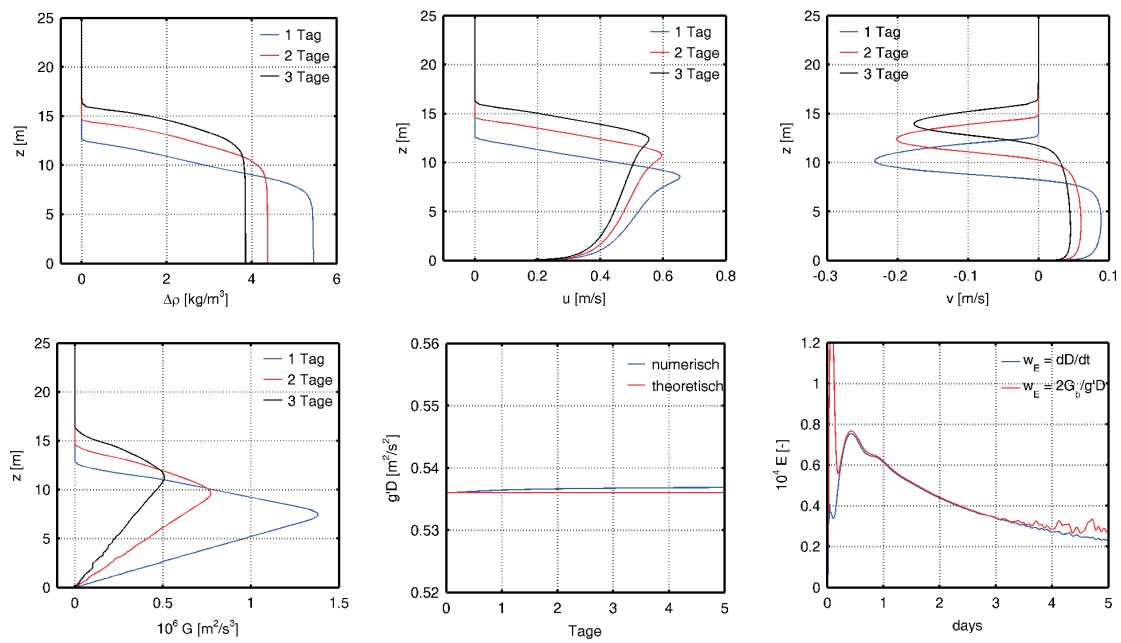 25
20
15
10
5
0
z [m]
1 Tag
2 Tage
3 Tage
0 2 4 6
Δρ [kg/m³]
25
20
15
10
5
0
z [m]
1 Tag
2 Tage
3 Tage
0 0.2 0.4 0.6 0.8
u [m/s]
25
20
15
10
5
0
z [m]
1 Tag
2 Tage
3 Tage
-0.3 -0.2 -0.1 0 0.1
v [m/s]
25
20
15
10
5
0
z [m]
1 Tag
2 Tage
3 Tage
0 0.5 1 1.5
10⁶ G [m²/s³]
0.56
0.55
0.54
0.53
0.52
g'D [m²/s²]
numerisch
theoretisch
0 1 2 3 4 5
Tage
1.2
1
0.8
0.6
0.4
0.2
0
10⁴ E [-]
w_E = dD/dt
w_E = 2G_b/g'D
0 1 2 3 4 5
days